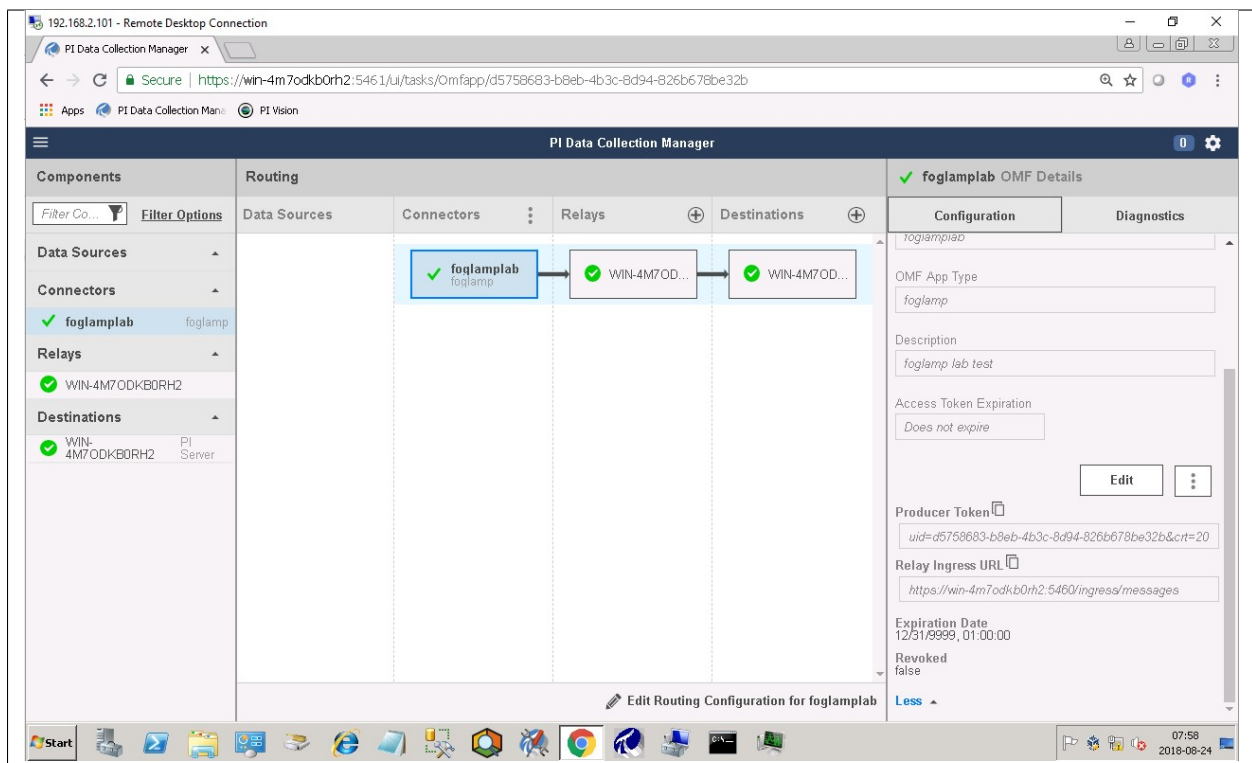 192.168.2.101 - Remote Desktop Connection
PI Data Collection Manager
Secure | https://win-4m7odkb0rh2:5461/ui/tasks/Omfapp/d5758683-b8eb-4b3c-8d94-826b678be32b
Apps PI Data Collection Mana PI Vision
PI Data Collection Manager 0
Components
Filter Co... Filter Options
Data Sources
Connectors
foglamplab foglamp
Relays
WIN-4M7ODKB0RH2
Destinations
WIN-4M7ODKB0RH2 PI Server
Routing
Data Sources Connectors Relays Destinations
foglamplab
foglamp
WIN-4M7OD...
WIN-4M7OD...
Edit Routing Configuration for foglamplab
foglamplab OMF Details
Configuration Diagnostics
foglamplab
OMF App Type
foglamp
Description
foglamp lab test
Access Token Expiration
Does not expire
Edit
Producer Token
uid=d5758683-b8eb-4b3c-8d94-826b678be32b&crt=20
Relay Ingress URL
https://win-4m7odkb0rh2:5460/ingress/messages
Expiration Date
12/31/9999, 01:00:00
Revoked
false
Less
Start
07:58
2018-08-24